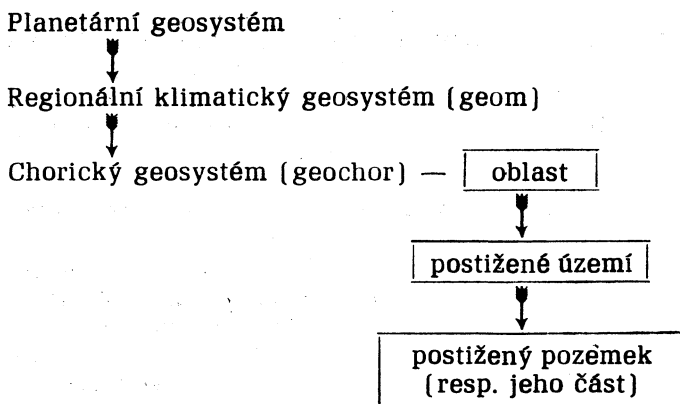 Planetární geosystém
Regionální klimatický geosystém (geom)
Chorický geosystém (geochor) — oblast
postižené území
postižený pozemek
(resp. jeho část)